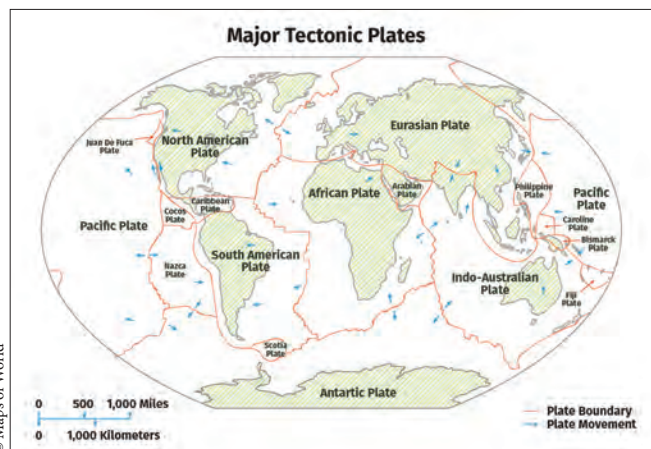 Major Tectonic Plates
Eurasian Plate
North American
Plate
Juan De Fuca
Plate
Caribbean
Plate
Cocos
Plate
African Plate
Arabian
Plate
Philippine
Plate
Pacific
Plate
Caroline
Plate
Bismarck
Plate
Pacific Plate
South American
Plate
Nazca
Plate
Indo-Australian
Plate
Fiji
Plate
Scotia
Plate
Antartic Plate
0 500 1,000 Miles
0 1,000 Kilometers
Plate Boundary
Plate Movement
© Maps of World